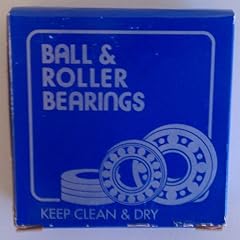 BALL &
ROLLER
BEARINGS
KEEP CLEAN & DRY